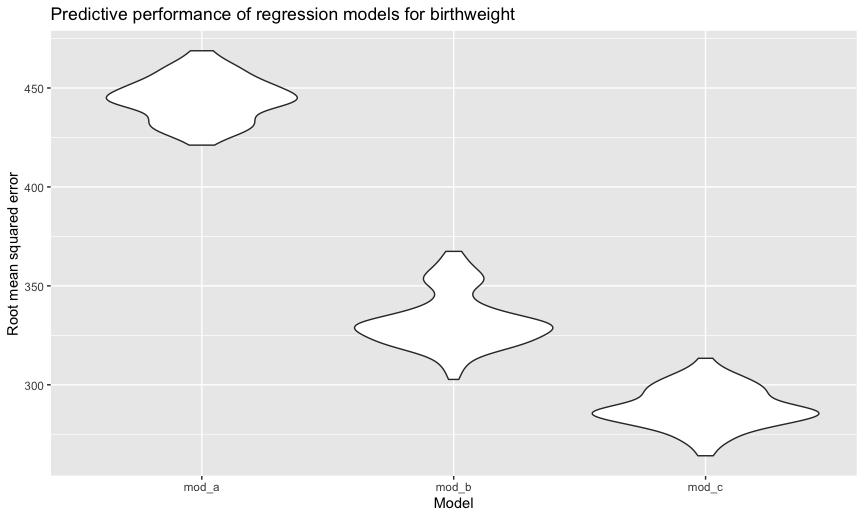 Predictive performance of regression models for birthweight
Root mean squared error
450
400
350
300
mod_a
mod_b
mod_c
Model